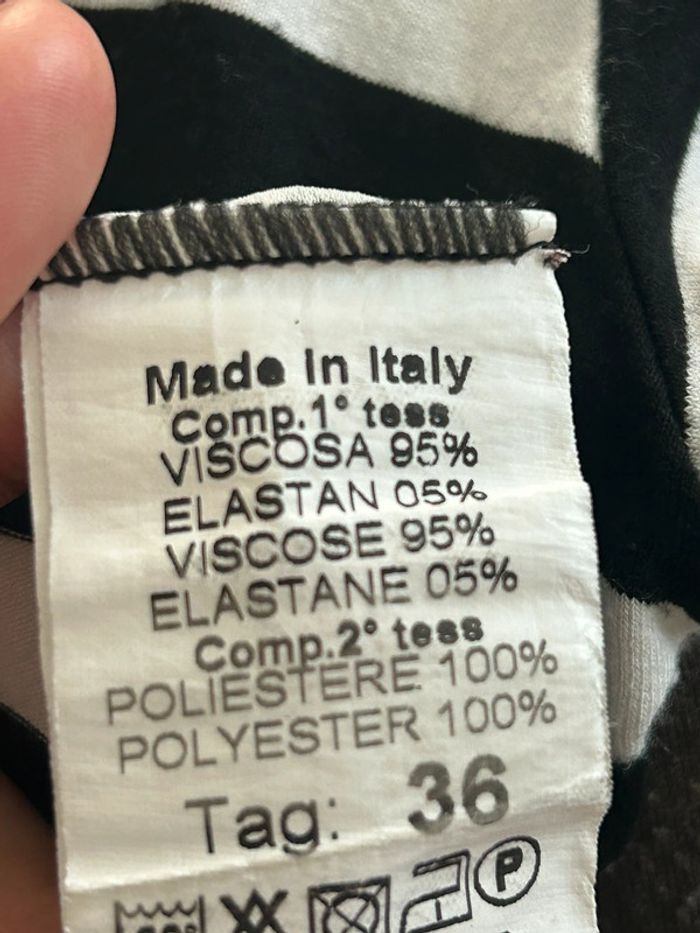 Made In Italy
Comp.1° tess
VISCOSA 95%
ELASTAN 05%
VISCOSE 95%
ELASTANE 05%
Comp.2° tess
POLIESTERE 100%
POLYESTER 100%
Tag: 36
P